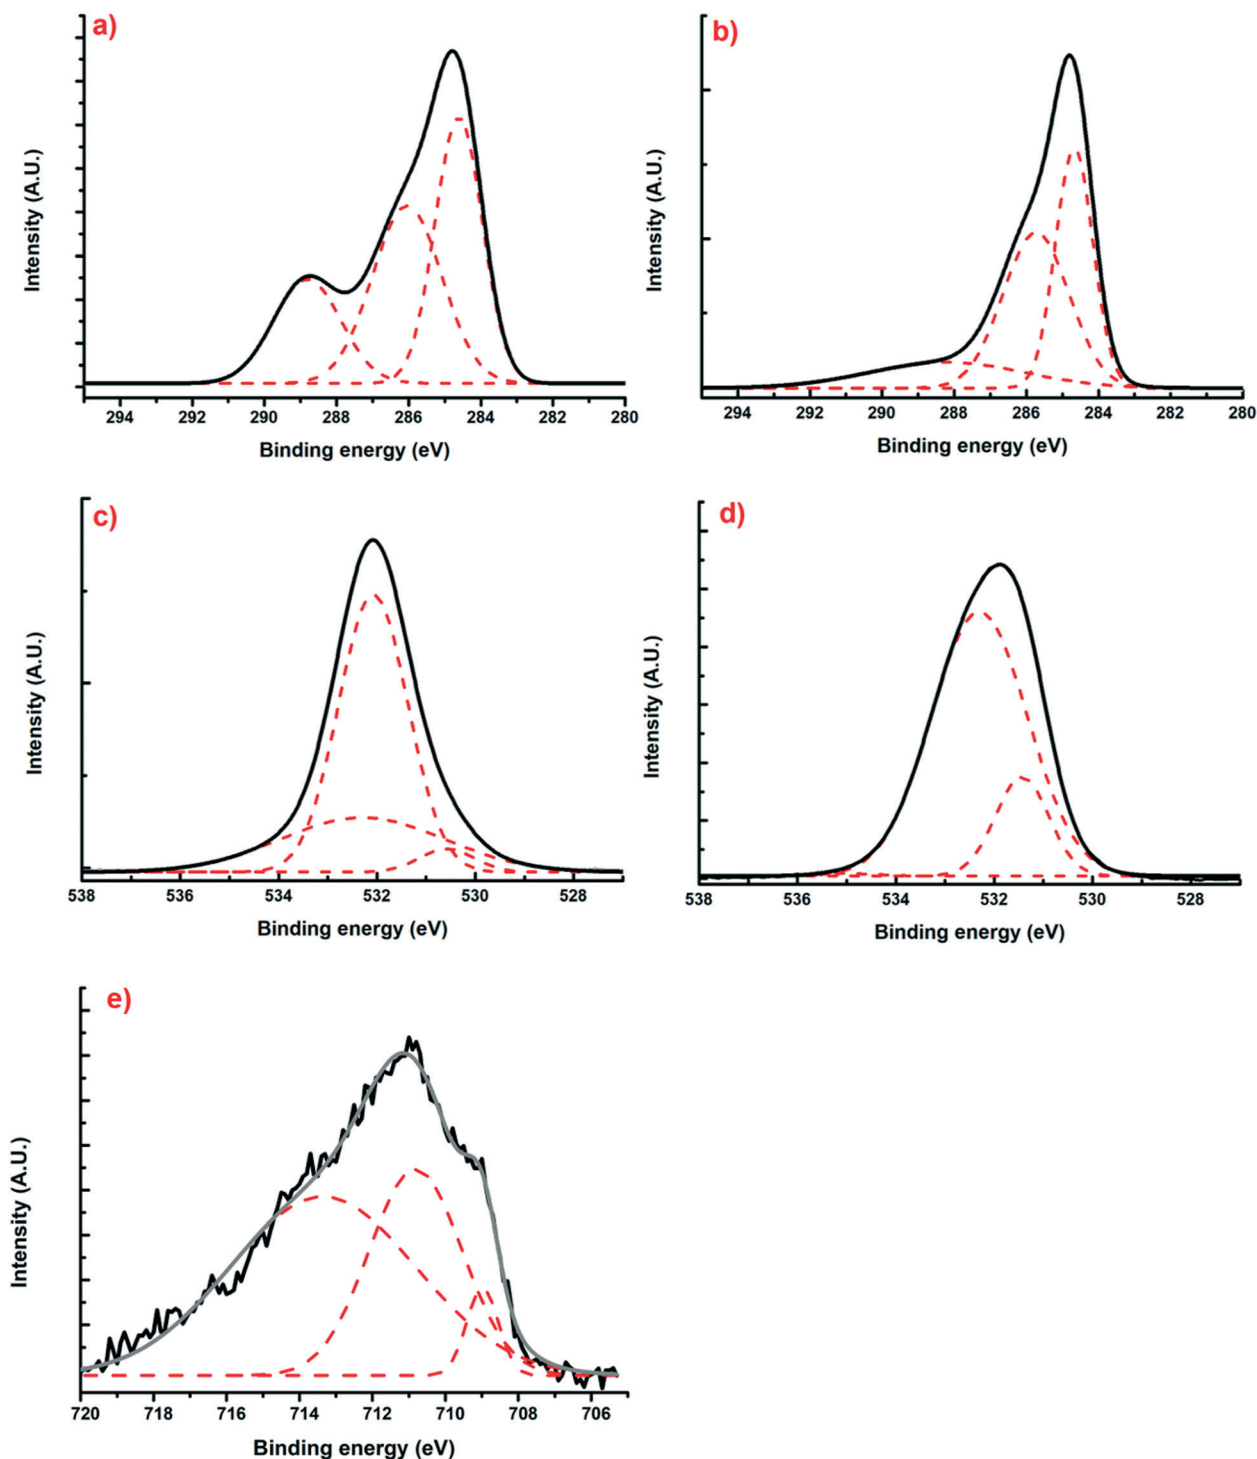 a)
Intensity (A.U.)
294 292 290 288 286 284 282 280
Binding energy (eV)
b)
Intensity (A.U.)
294 292 290 288 286 284 282 280
Binding energy (eV)
c)
Intensity (A.U.)
538 536 534 532 530 528
Binding energy (eV)
d)
Intensity (A.U.)
538 536 534 532 530 528
Binding energy (eV)
e)
Intensity (A.U.)
720 718 716 714 712 710 708 706
Binding energy (eV)